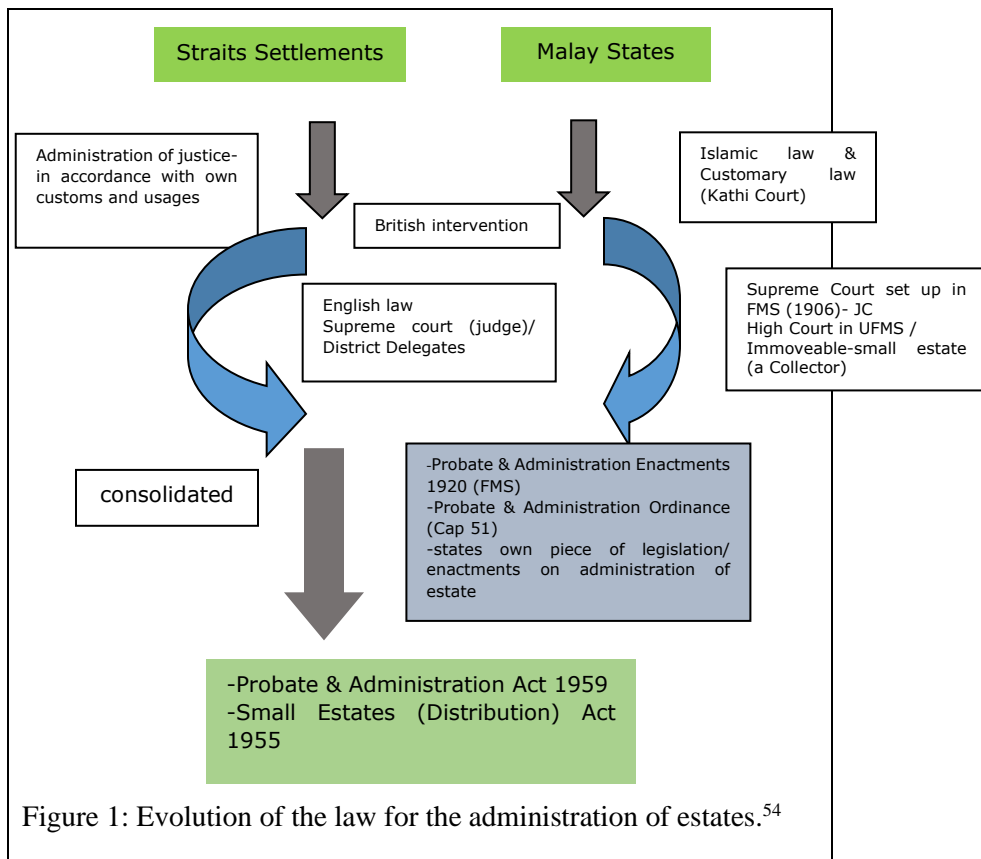 Straits Settlements
Malay States
Administration of justice-
in accordance with own
customs and usages
Islamic law &
Customary law
(Kathi Court)
British intervention
English law
Supreme court (judge)/
District Delegates
Supreme Court set up in
FMS (1906)- JC
High Court in UFMS /
Immoveable-small estate
(a Collector)
consolidated
-Probate & Administration Enactments
1920 (FMS)
-Probate & Administration Ordinance
(Cap 51)
-states own piece of legislation/
enactments on administration of
estate
-Probate & Administration Act 1959
-Small Estates (Distribution) Act
1955
Figure 1: Evolution of the law for the administration of estates.54